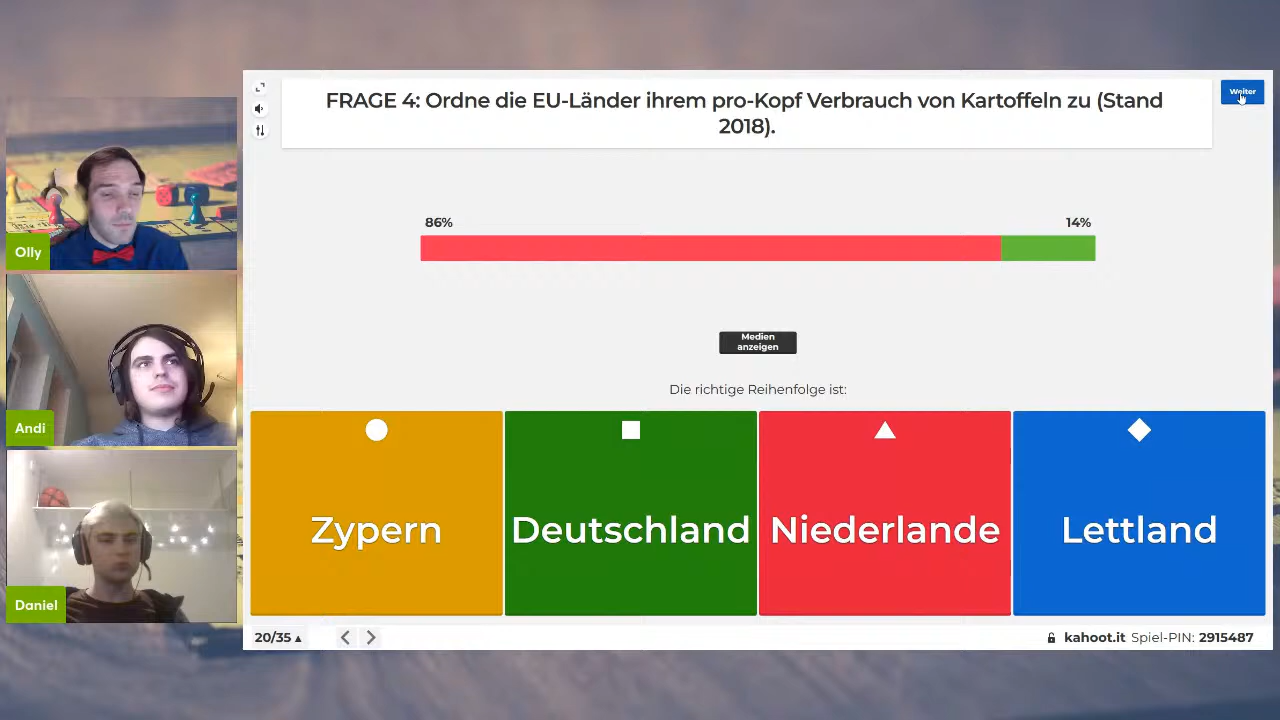 FRAGE 4: Ordne die EU-Länder ihrem pro-Kopf Verbrauch von Kartoffeln zu (Stand
2018).
Weiter
86%
14%
Medien
anzeigen
Die richtige Reihenfolge ist:
Zypern
Deutschland
Niederlande
Lettland
20/35
kahoot.it Spiel-PIN: 2915487
Olly
Andi
Daniel